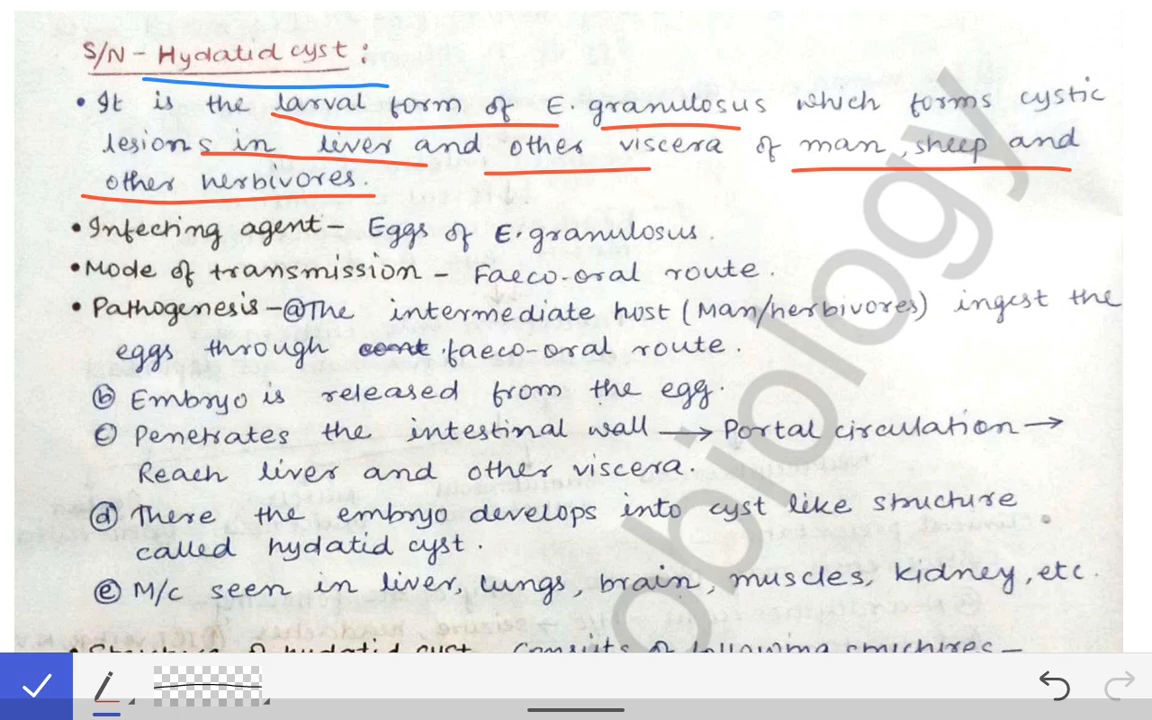 S/N - Hydatid cyst :
• It is the larval form of E. granulosus which forms cystic
lesions in liver and other viscera of man, sheep and
other herbivores.
• Infecting agent - Eggs of E. granulosus.
• Mode of transmission - Faeco-oral route.
• Pathogenesis - ⓐ The intermediate host (Man/herbivores) ingest the
eggs through faeco-oral route.
ⓑ Embryo is released from the egg.
ⓒ Penetrates the intestinal wall → Portal circulation →
Reach liver and other viscera.
ⓓ There the embryo develops into cyst like structure
called hydatid cyst.
ⓔ M/c seen in liver, lungs, brain, muscles, kidney, etc.
obiology